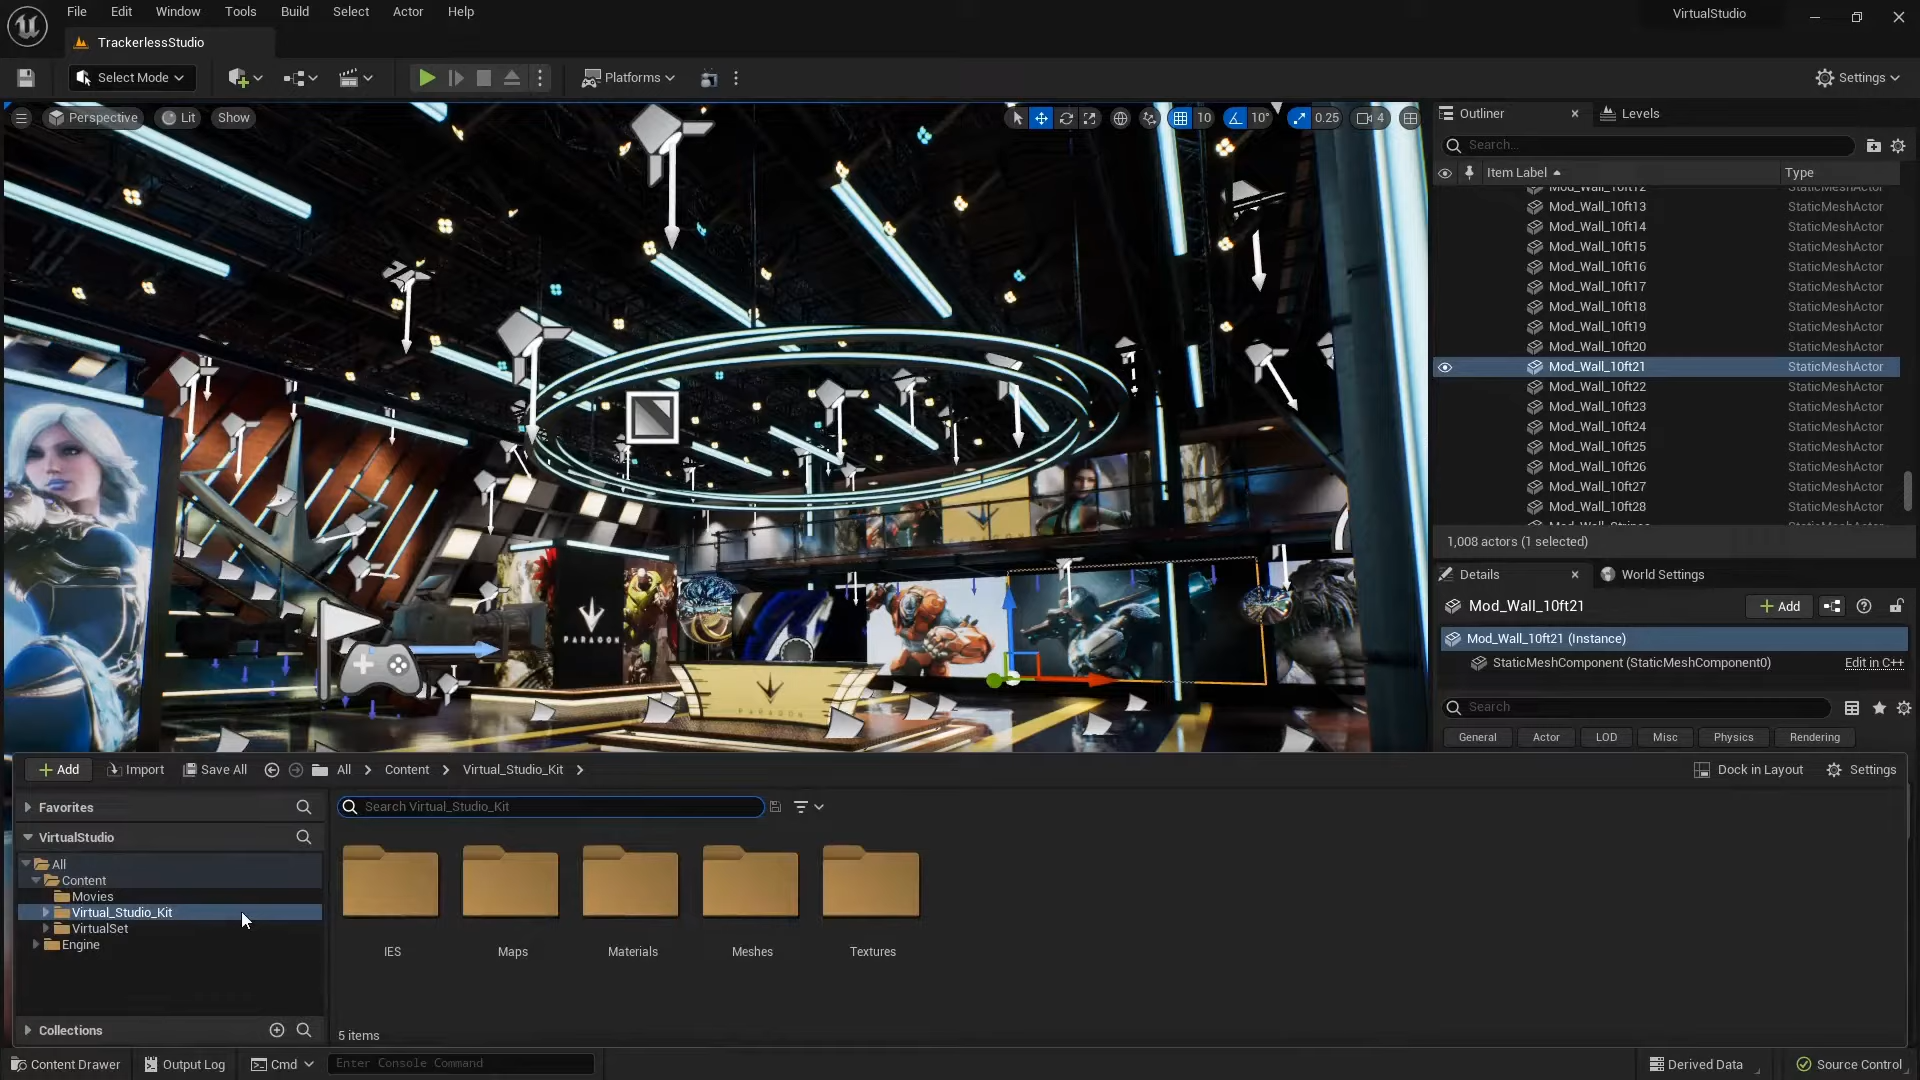 File Edit Window Tools Build Select Actor Help
VirtualStudio
TrackerlessStudio
Select Mode
Platforms
Settings
Perspective Lit Show
10 10° 0.25 4
Outliner
Levels
Search...
Item Label Type
Mod_Wall_10ft12 StaticMeshActor
Mod_Wall_10ft13 StaticMeshActor
Mod_Wall_10ft14 StaticMeshActor
Mod_Wall_10ft15 StaticMeshActor
Mod_Wall_10ft16 StaticMeshActor
Mod_Wall_10ft17 StaticMeshActor
Mod_Wall_10ft18 StaticMeshActor
Mod_Wall_10ft19 StaticMeshActor
Mod_Wall_10ft20 StaticMeshActor
Mod_Wall_10ft21 StaticMeshActor
Mod_Wall_10ft22 StaticMeshActor
Mod_Wall_10ft23 StaticMeshActor
Mod_Wall_10ft24 StaticMeshActor
Mod_Wall_10ft25 StaticMeshActor
Mod_Wall_10ft26 StaticMeshActor
Mod_Wall_10ft27 StaticMeshActor
Mod_Wall_10ft28 StaticMeshActor
1,008 actors (1 selected)
Details
World Settings
Mod_Wall_10ft21
Add
Mod_Wall_10ft21 (Instance)
StaticMeshComponent (StaticMeshComponent0) Edit in C++
Search
General Actor LOD Misc Physics Rendering
PARAGON
PARAGON
Add Import Save All All Content Virtual_Studio_Kit
Dock in Layout Settings
Favorites
VirtualStudio
All
Content
Movies
Virtual_Studio_Kit
VirtualSet
Engine
Collections
Search Virtual_Studio_Kit
IES Maps Materials Meshes Textures
5 items
Content Drawer Output Log Cmd Enter Console Command
Derived Data Source Control